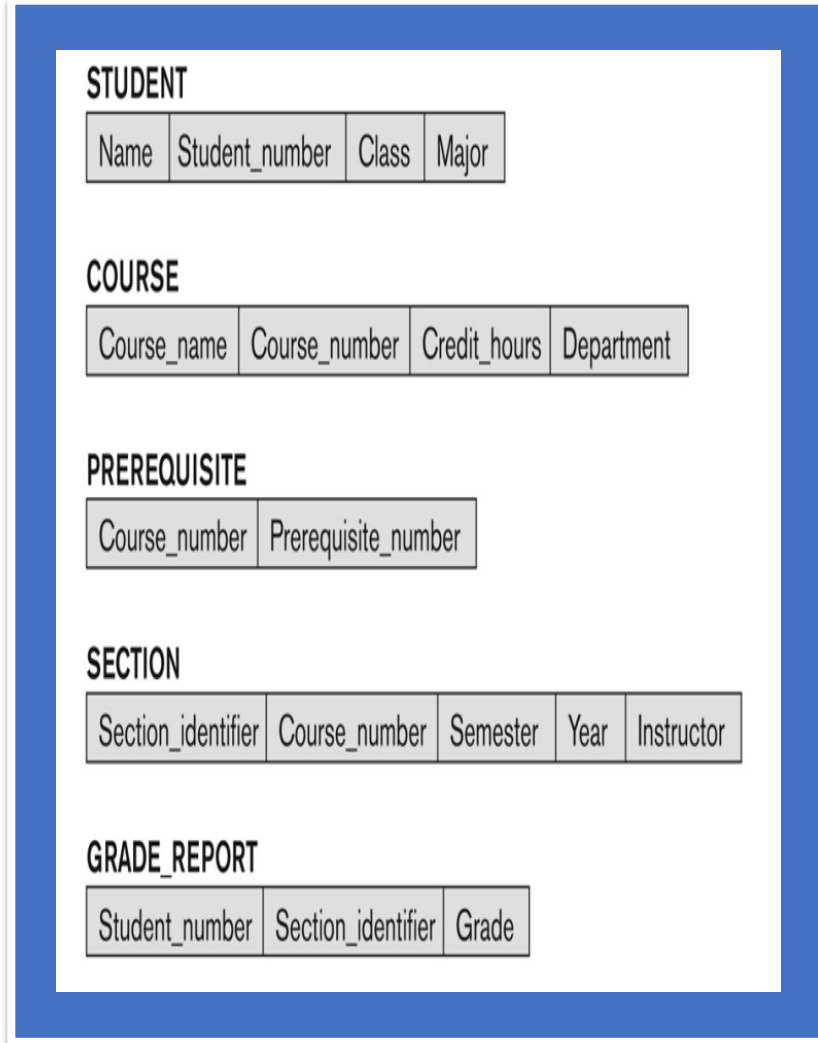 STUDENT
Name Student_number Class Major
COURSE
Course_name Course_number Credit_hours Department
PREREQUISITE
Course_number Prerequisite_number
SECTION
Section_identifier Course_number Semester Year Instructor
GRADE_REPORT
Student_number Section_identifier Grade